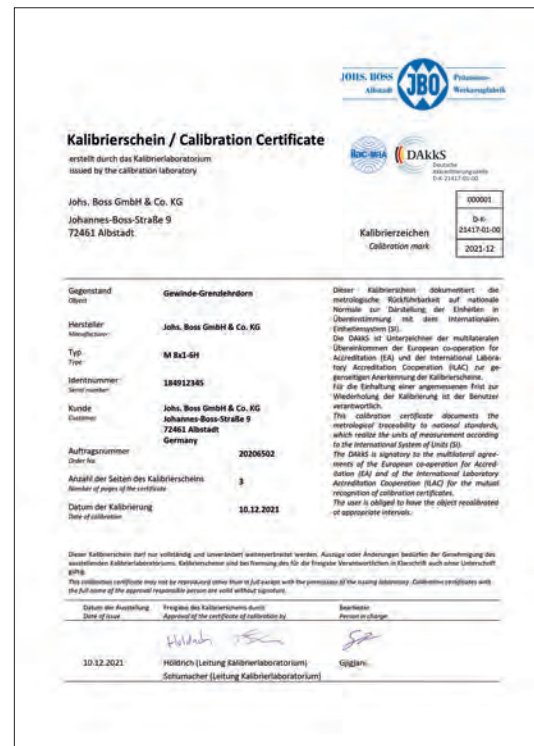 JOHS. BOSS
Albstadt
JBO
Präzisions-
Werkzeugfabrik
Kalibrierschein / Calibration Certificate
erstellt durch das Kalibrierlaboratorium
issued by the calibration laboratory
ilac-MRA
DAkkS
Deutsche
Akkreditierungsstelle
D-K-21417-01-00
Johs. Boss GmbH & Co. KG
Johannes-Boss-Straße 9
72461 Albstadt
Kalibrierzeichen
Calibration mark
000001
D-K-
21417-01-00
2021-12
Gegenstand
Object
Gewinde-Grenzlehrdorn
Hersteller
Manufacturer
Johs. Boss GmbH & Co. KG
Typ
Type
M 8x1-6H
Identnummer
Serial number
184912345
Kunde
Customer
Johs. Boss GmbH & Co. KG
Johannes-Boss-Straße 9
72461 Albstadt
Germany
Auftragsnummer
Order No.
20206502
Anzahl der Seiten des Kalibrierscheins
Number of pages of the certificate
3
Datum der Kalibrierung
Date of calibration
10.12.2021
Dieser Kalibrierschein dokumentiert die
metrologische Rückführbarkeit auf nationale
Normale zur Darstellung der Einheiten in
Übereinstimmung mit dem Internationalen
Einheitensystem (SI).
Die DAkkS ist Unterzeichner der multilateralen
Übereinkommen der European co-operation for
Accreditation (EA) und der International Labora-
tory Accreditation Cooperation (ILAC) zur ge-
genseitigen Anerkennung der Kalibrierscheine.
Für die Einhaltung einer angemessenen Frist zur
Wiederholung der Kalibrierung ist der Benutzer
verantwortlich.
This calibration certificate documents the
metrological traceability to national standards,
which realize the units of measurement according
to the International System of Units (SI).
The DAkkS is signatory to the multilateral agree-
ments of the European co-operation for Accred-
itation (EA) and of the International Laboratory
Accreditation Cooperation (ILAC) for the mutual
recognition of calibration certificates.
The user is obliged to have the object recalibrated
at appropriate intervals.
Dieser Kalibrierschein darf nur vollständig und unverändert weiterverbreitet werden. Auszüge oder Änderungen bedürfen der Genehmigung des
ausstellenden Kalibrierlaboratoriums. Kalibrierscheine sind bei Nennung des für die Freigabe Verantwortlichen in Klarschrift auch ohne Unterschrift
gültig.
This calibration certificate may not be reproduced other than in full except with the permission of the issuing laboratory. Calibration certificates with
the full name of the approval responsible person are valid without signature.
Datum der Ausstellung
Date of issue
Freigabe des Kalibrierscheins durch
Approval of the certificate of calibration by
Bearbeiter
Person in charge
Höldrich
10.12.2021
Höldrich (Leitung Kalibrierlaboratorium)
Schumacher (Leitung Kalibrierlaboratorium)